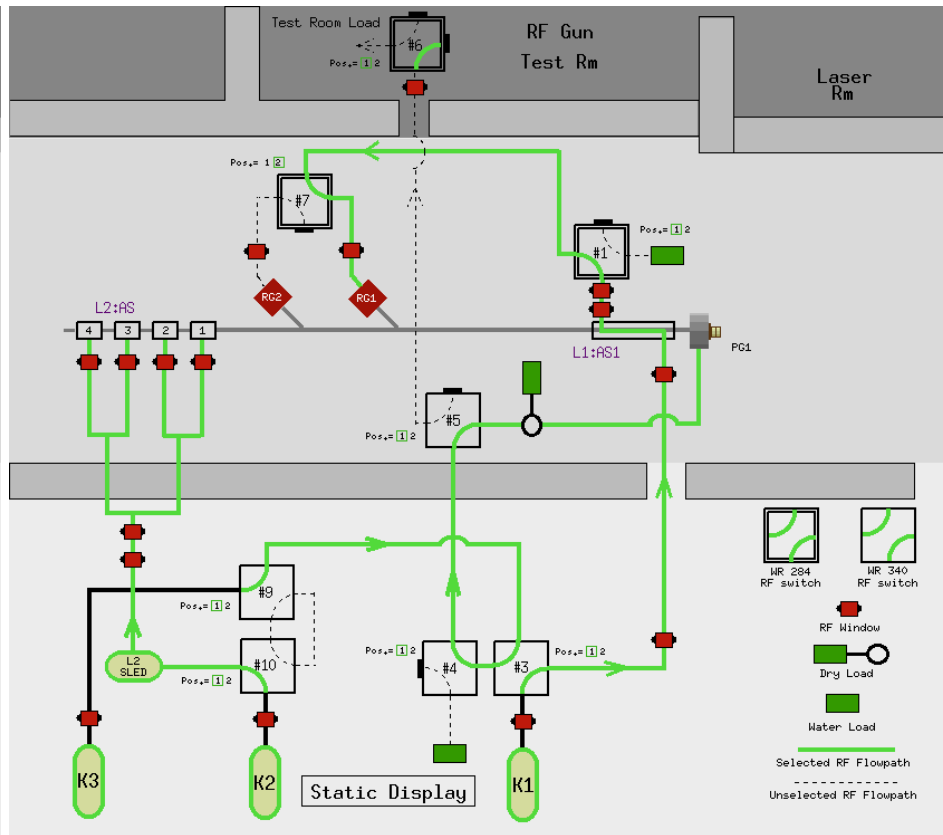 Test Room Load
#6
Pos.= 1 2
RF Gun
Test Rm
Laser
Rm
Pos.= 1 2
#7
Pos.= 1 2
#1
RG2
RG1
L2:AS
4 3 2 1
L1:AS1
PG1
#5
Pos.= 1 2
WR 284
RF switch
WR 340
RF switch
#9
Pos.= 1 2
RF Window
L2
SLED
#10
Pos.= 1 2
Pos.= 1 2
#4
#3
Pos.= 1 2
Dry Load
Water Load
Selected RF Flowpath
Unselected RF Flowpath
K3
K2
Static Display
K1